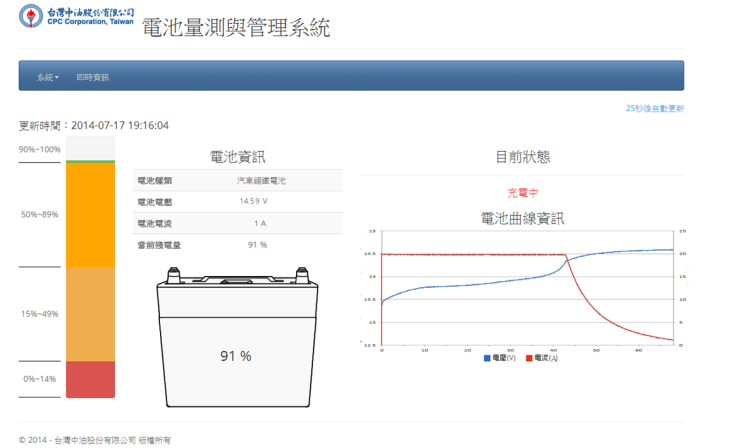 台灣中油股份有限公司
CPC Corporation, Taiwan
電池量測與管理系統
系統
即時資訊
25秒後自動更新
更新時間：2014-07-17 19:16:04
90%~100%
50%~89%
15%~49%
0%~14%
電池資訊
電池種類 汽車鋰鐵電池
電池電壓 14.59 V
電池電流 1 A
當前殘電量 91 %
91 %
目前狀態
充電中
電池曲線資訊
15
14.5
14
13.5
13
12.5
25
20
15
10
5
0
0 10 20 30 40 50 60
電壓(V) 電流(A)
© 2014 - 台灣中油股份有限公司 版權所有